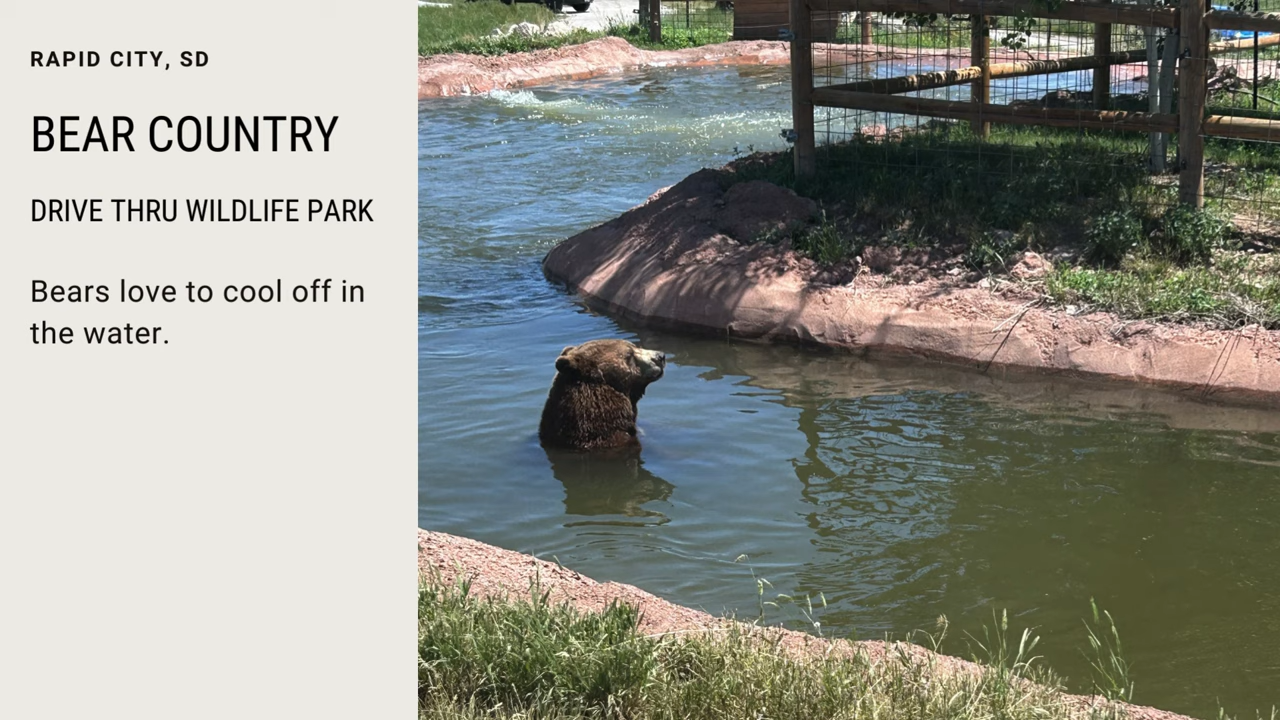 RAPID CITY, SD
BEAR COUNTRY
DRIVE THRU WILDLIFE PARK
Bears love to cool off in
the water.